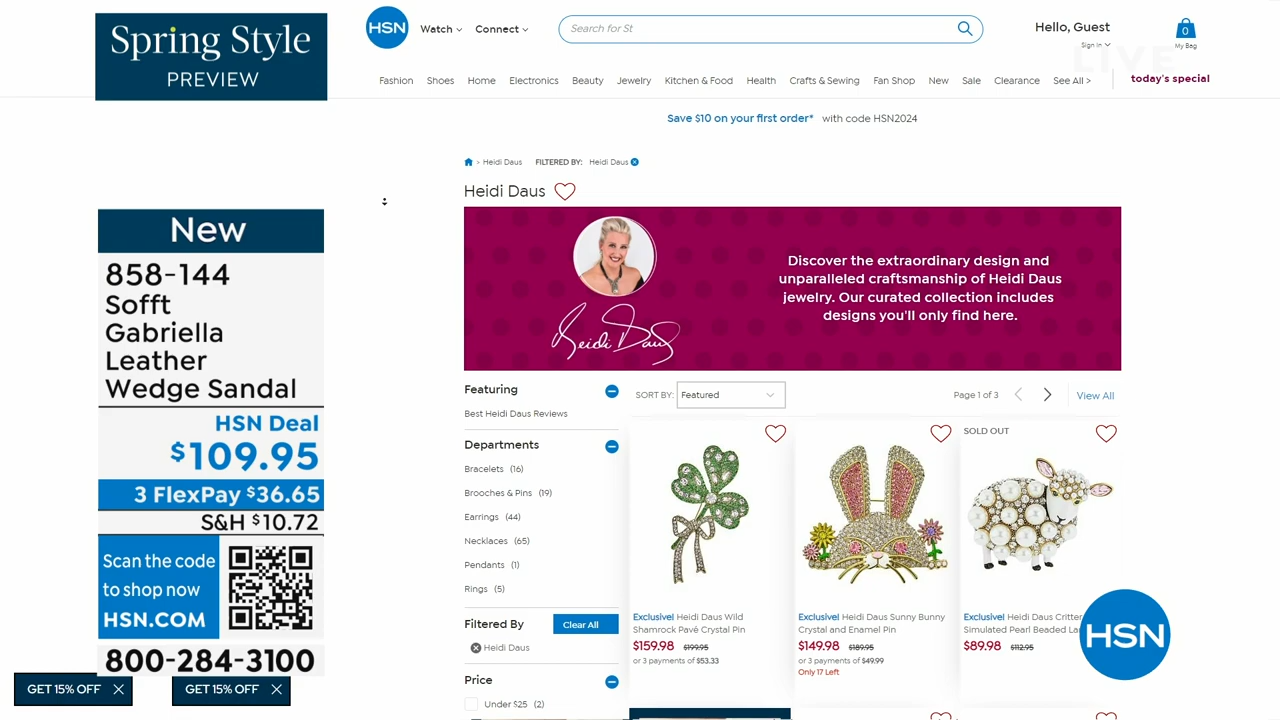 Spring Style
PREVIEW
HSN
Watch
Connect
Search for St
Hello, Guest
Sign In
0
My Bag
LIVE
Fashion
Shoes
Home
Electronics
Beauty
Jewelry
Kitchen & Food
Health
Crafts & Sewing
Fan Shop
New
Sale
Clearance
See All >
today's special
Save $10 on your first order* with code HSN2024
> Heidi Daus FILTERED BY: Heidi Daus
Heidi Daus
Heidi Daus
Discover the extraordinary design and
unparalleled craftsmanship of Heidi Daus
jewelry. Our curated collection includes
designs you'll only find here.
New
858-144
Sofft
Gabriella
Leather
Wedge Sandal
HSN Deal
$109.95
3 FlexPay $36.65
S&H $10.72
Scan the code
to shop now
HSN.COM
800-284-3100
GET 15% OFF
GET 15% OFF
Featuring
Best Heidi Daus Reviews
Departments
Bracelets (16)
Brooches & Pins (19)
Earrings (44)
Necklaces (65)
Pendants (1)
Rings (5)
Filtered By
Clear All
Heidi Daus
Price
Under $25 (2)
SORT BY: Featured
Page 1 of 3
View All
Exclusive! Heidi Daus Wild
Shamrock Pavé Crystal Pin
$159.98 $199.95
or 3 payments of $53.33
Exclusive! Heidi Daus Sunny Bunny
Crystal and Enamel Pin
$149.98 $189.95
or 3 payments of $49.99
Only 17 Left
SOLD OUT
Exclusive! Heidi Daus Critter
Simulated Pearl Beaded La
$89.98 $112.95
HSN